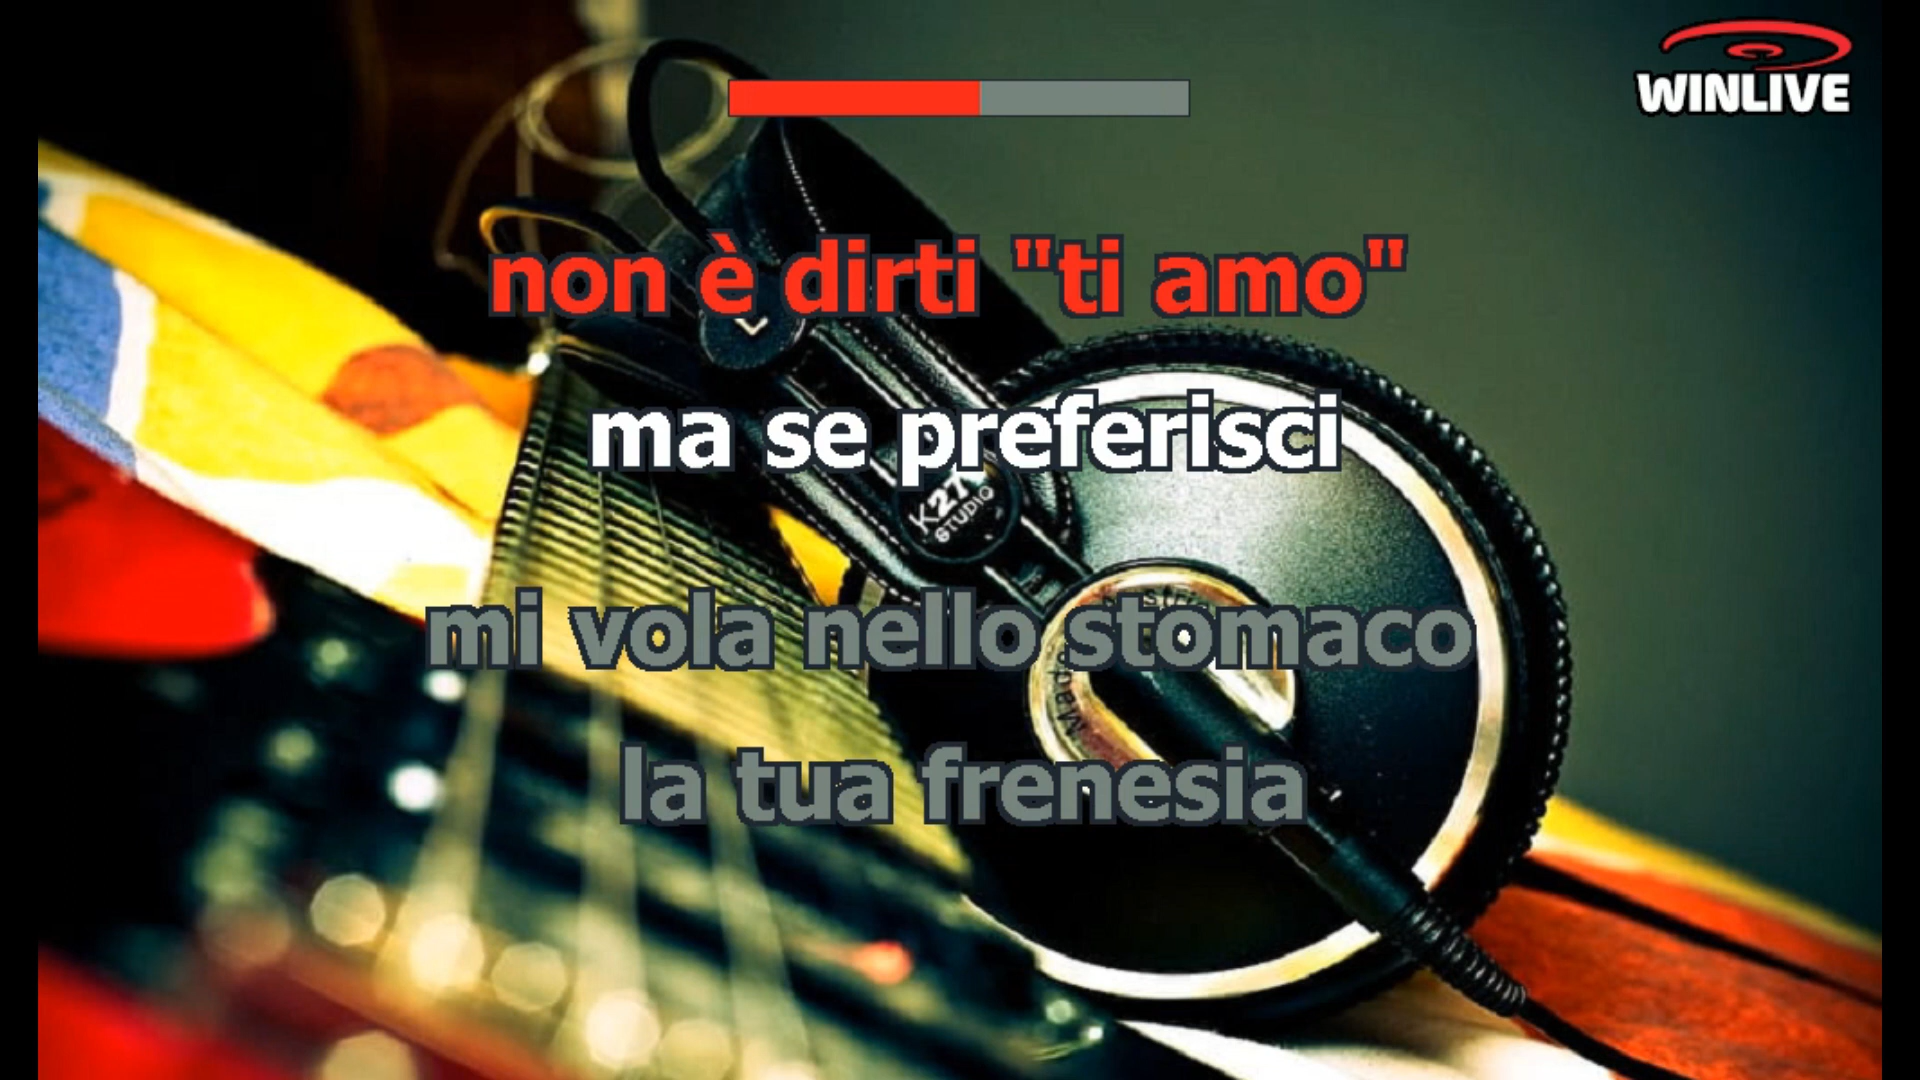 WINLIVE
non è dirti "ti amo"
ma se preferisci
K271
STUDIO
mi vola nello stomaco
la tua frenesia